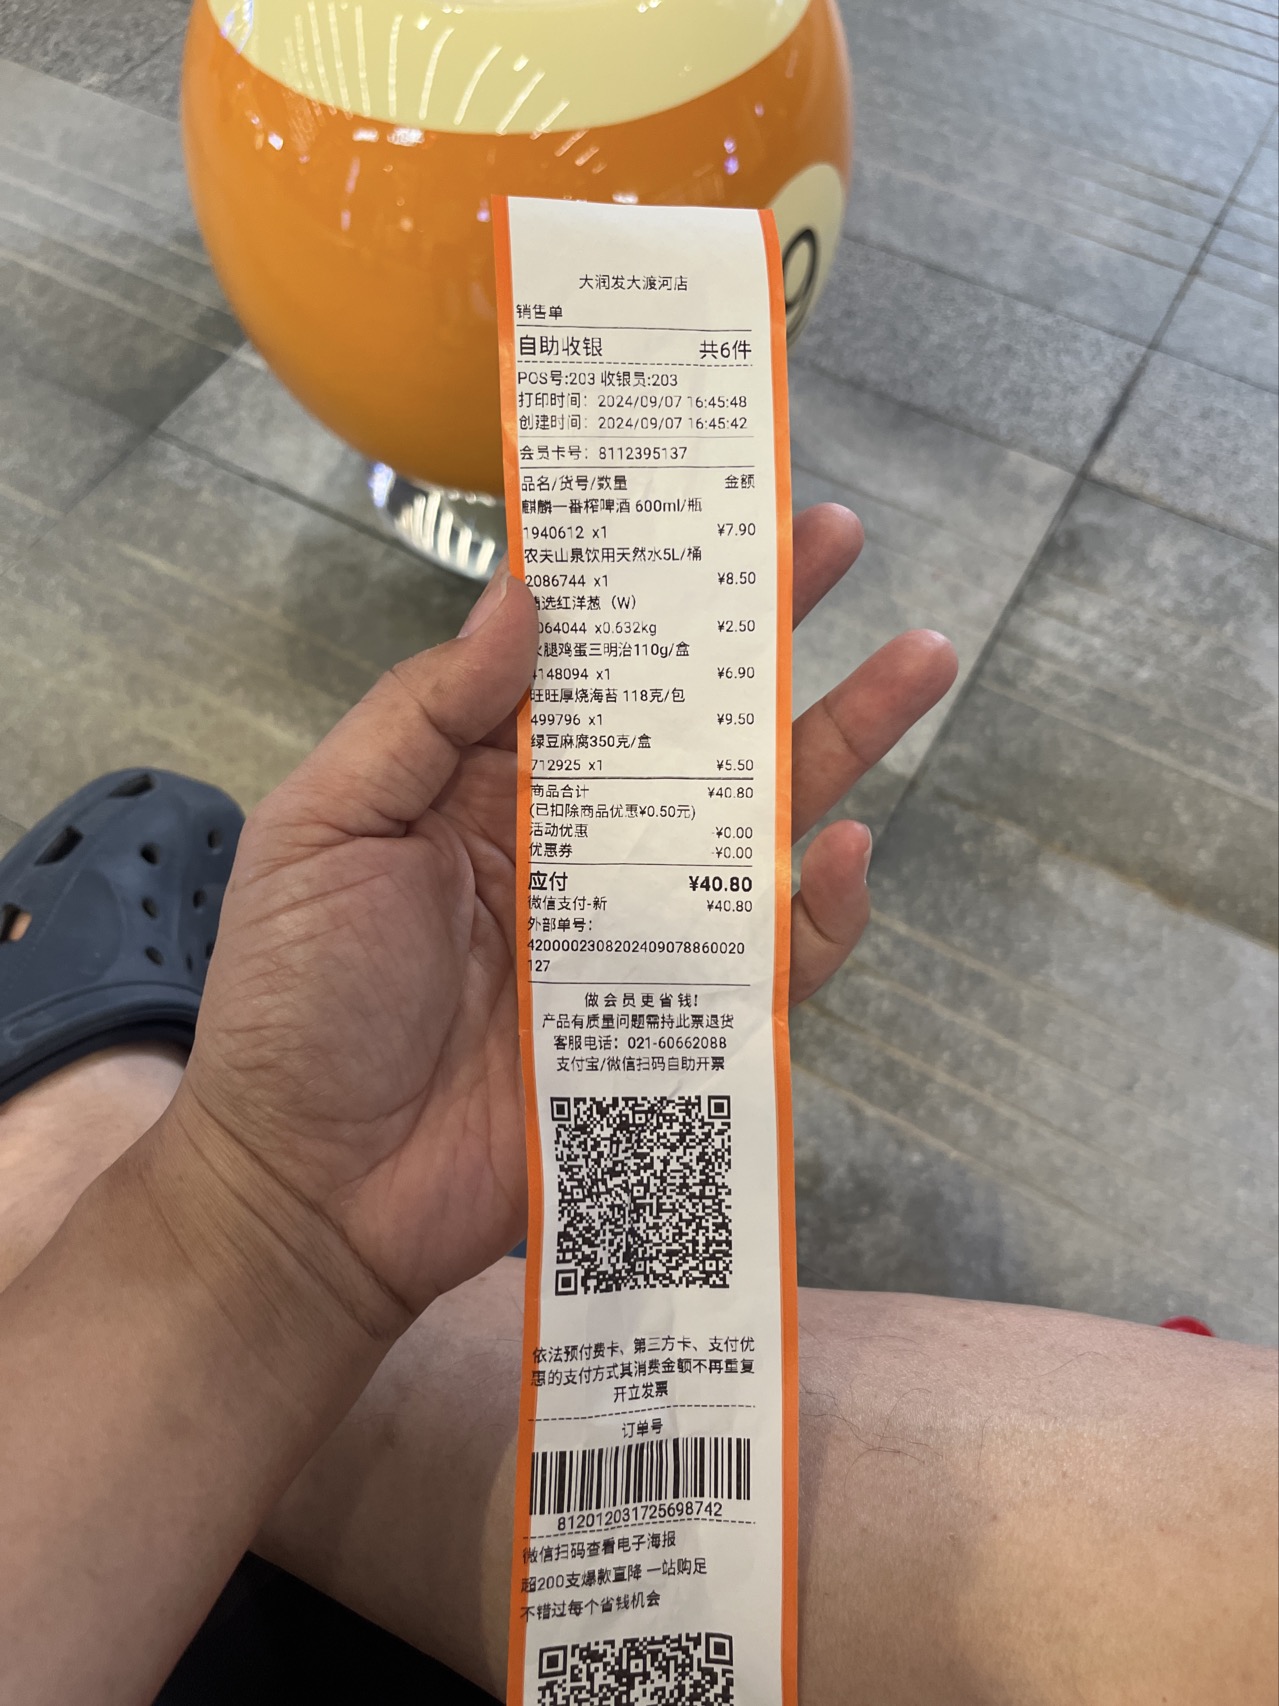 9
大润发大渡河店
销售单
自助收银 共6件
POS号:203 收银员:203
打印时间: 2024/09/07 16:45:48
创建时间: 2024/09/07 16:45:42
会员卡号: 8112395137
品名/货号/数量 金额
麒麟一番榨啤酒 600ml/瓶
1940612 x1 ¥7.90
农夫山泉饮用天然水5L/桶
2086744 x1 ¥8.50
选红洋葱 (W)
064044 x0.632kg ¥2.50
腿鸡蛋三明治110g/盒
4148094 x1 ¥6.90
旺旺厚烧海苔 118克/包
499796 x1 ¥9.50
绿豆麻腐350克/盒
712925 x1 ¥5.50
商品合计 ¥40.80
(已扣除商品优惠¥0.50元)
活动优惠 -¥0.00
优惠券 -¥0.00
应付 ¥40.80
微信支付-新 ¥40.80
外部单号:
4200002308202409078860020
127
做会员更省钱!
产品有质量问题需持此票退货
客服电话: 021-60662088
支付宝/微信扫码自助开票
依法预付费卡、第三方卡、支付优
惠的支付方式其消费金额不再重复
开立发票
订单号
812012031725698742
微信扫码查看电子海报
超200支爆款直降 一站购足
不错过每个省钱机会